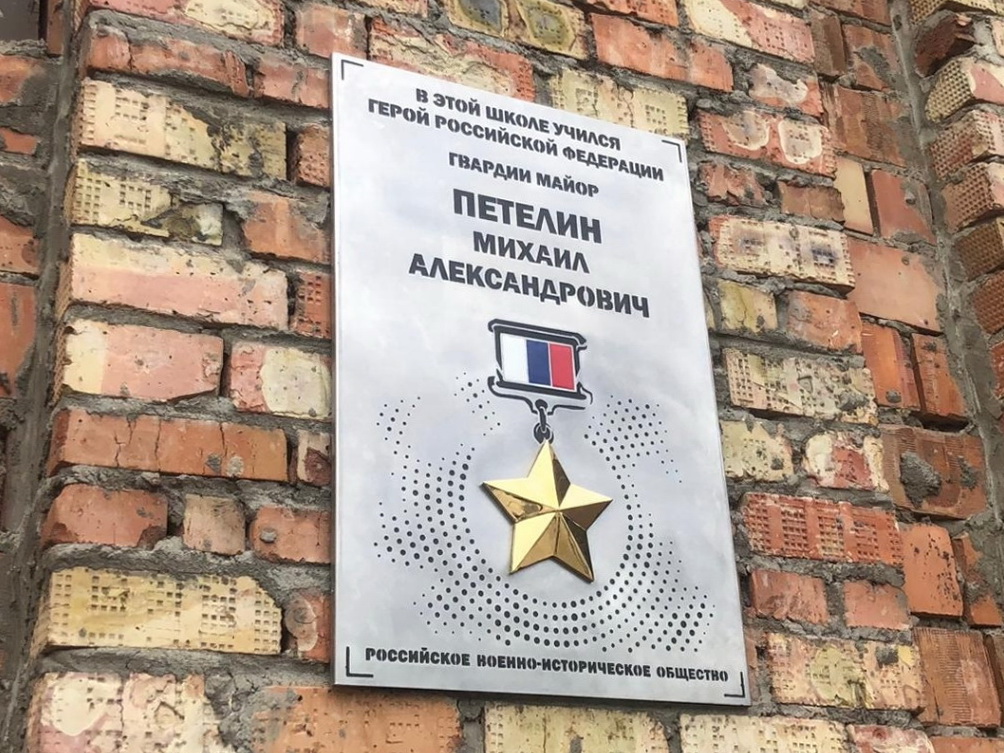 В ЭТОЙ ШКОЛЕ УЧИЛСЯ
ГЕРОЙ РОССИЙСКОЙ ФЕДЕРАЦИИ
ГВАРДИИ МАЙОР
ПЕТЕЛИН
МИХАИЛ
АЛЕКСАНДРОВИЧ
РОССИЙСКОЕ ВОЕННО-ИСТОРИЧЕСКОЕ ОБЩЕСТВО